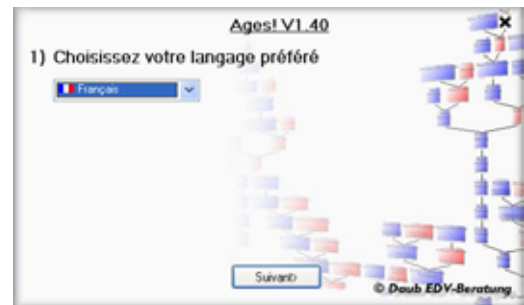 Ages! V1.40
1) Choisissez votre langage préféré
Français
Suivant>
© Daub EDV-Beratung